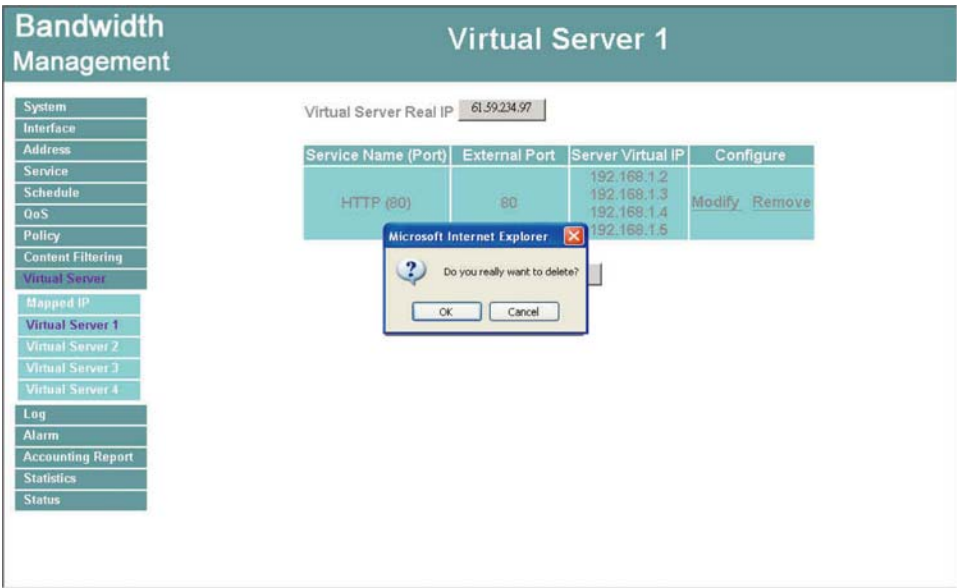 Bandwidth
Management
Virtual Server 1
System
Interface
Address
Service
Schedule
QoS
Policy
Content Filtering
Virtual Server
Mapped IP
Virtual Server 1
Virtual Server 2
Virtual Server 3
Virtual Server 4
Log
Alarm
Accounting Report
Statistics
Status
Virtual Server Real IP 61.59.234.97
Service Name (Port) External Port Server Virtual IP Configure
HTTP (80) 80 192.168.1.2
192.168.1.3
192.168.1.4
192.168.1.5
Modify Remove
Microsoft Internet Explorer
Do you really want to delete?
OK Cancel